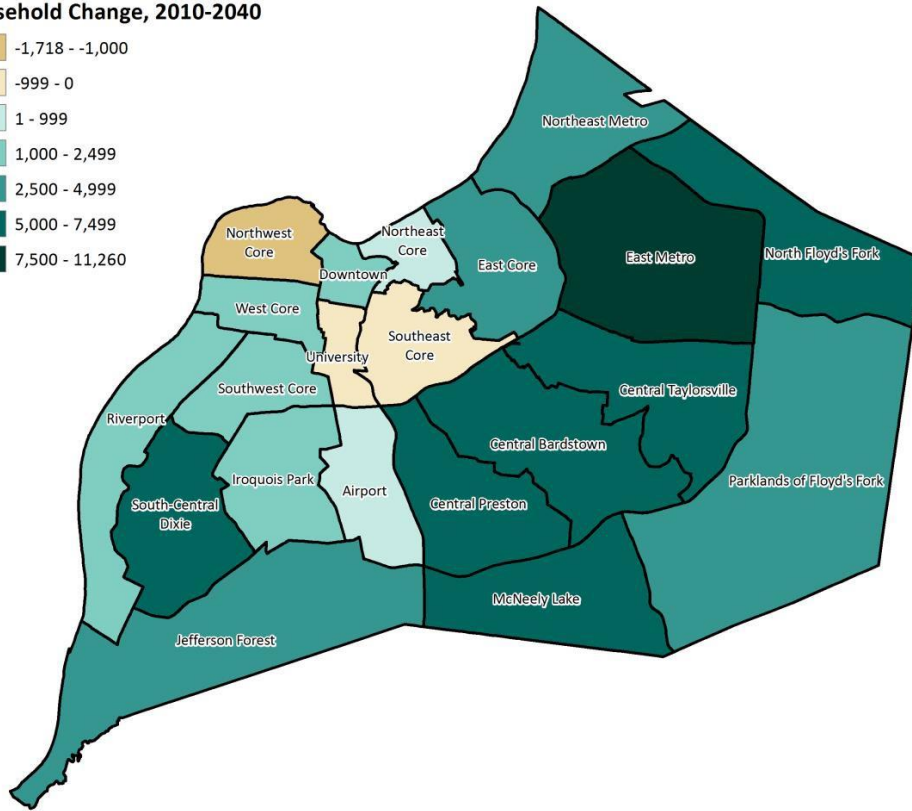 sehold Change, 2010-2040
-1,718 - -1,000
-999 - 0
1 - 999
1,000 - 2,499
2,500 - 4,999
5,000 - 7,499
7,500 - 11,260
Northeast Metro
Northwest
Core
Northeast
Core
Downtown
East Core
East Metro
North Floyd's Fork
West Core
University
Southeast
Core
Southwest Core
Central Taylorsville
Riverport
Central Bardstown
Iroquois Park
Airport
Parklands of Floyd's Fork
South-Central
Dixie
Central Preston
McNeely Lake
Jefferson Forest